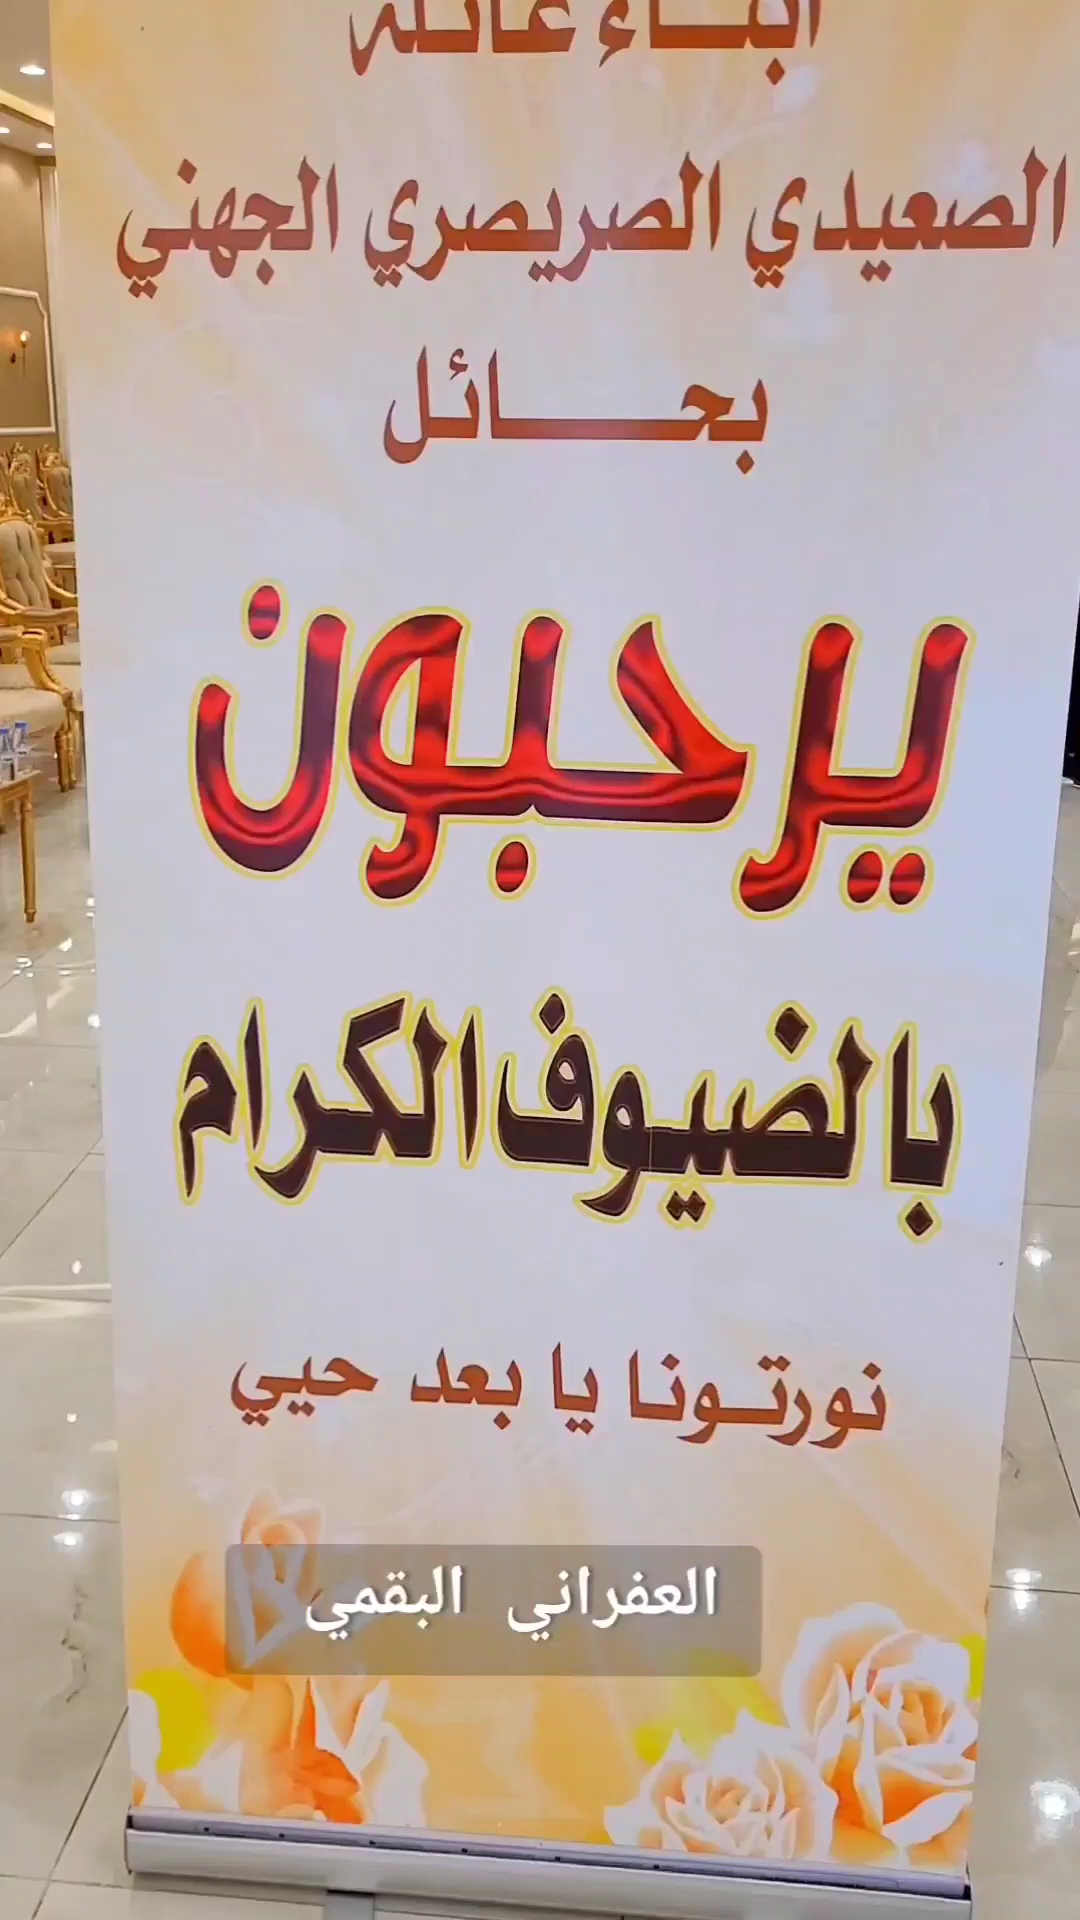 أبناء عائلة
الصعيدي الصريصري الجهني
بحـــائل
يرحبون
بالضيوف الكرام
نورتـونا يا بعد حيي
العفراني البقمي